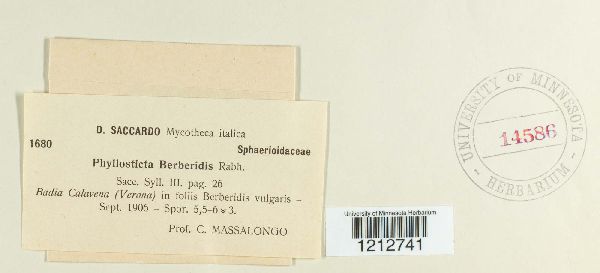 D. SACCARDO Mycotheca italica
1680
Sphaerioidaceae
Phyllosticta Berberidis Rabh.
Sacc. Syll. III. pag. 26
Badia Calavena (Verona) in foliis Berberidis vulgaris –
Sept. 1905 – Spor. 5,5-6 × 3.
Prof. C. MASSALONGO
UNIVERSITY OF MINNESOTA
14586
- HERBARIUM -
University of Minnesota Herbarium
1212741